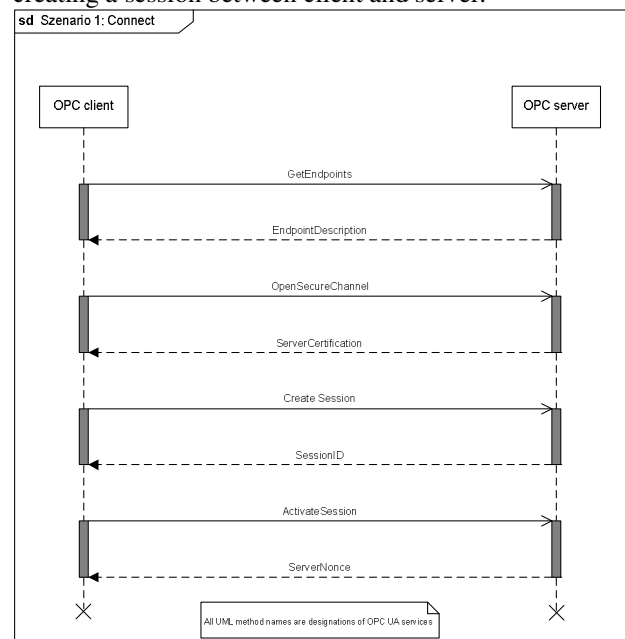 creating a session between client and server.
sd Szenario 1: Connect
OPC client
OPC server
GetEndpoints
EndpointDescription
OpenSecureChannel
ServerCertification
Create Session
SessionID
ActivateSession
ServerNonce
All UML method names are designations of OPC UA services